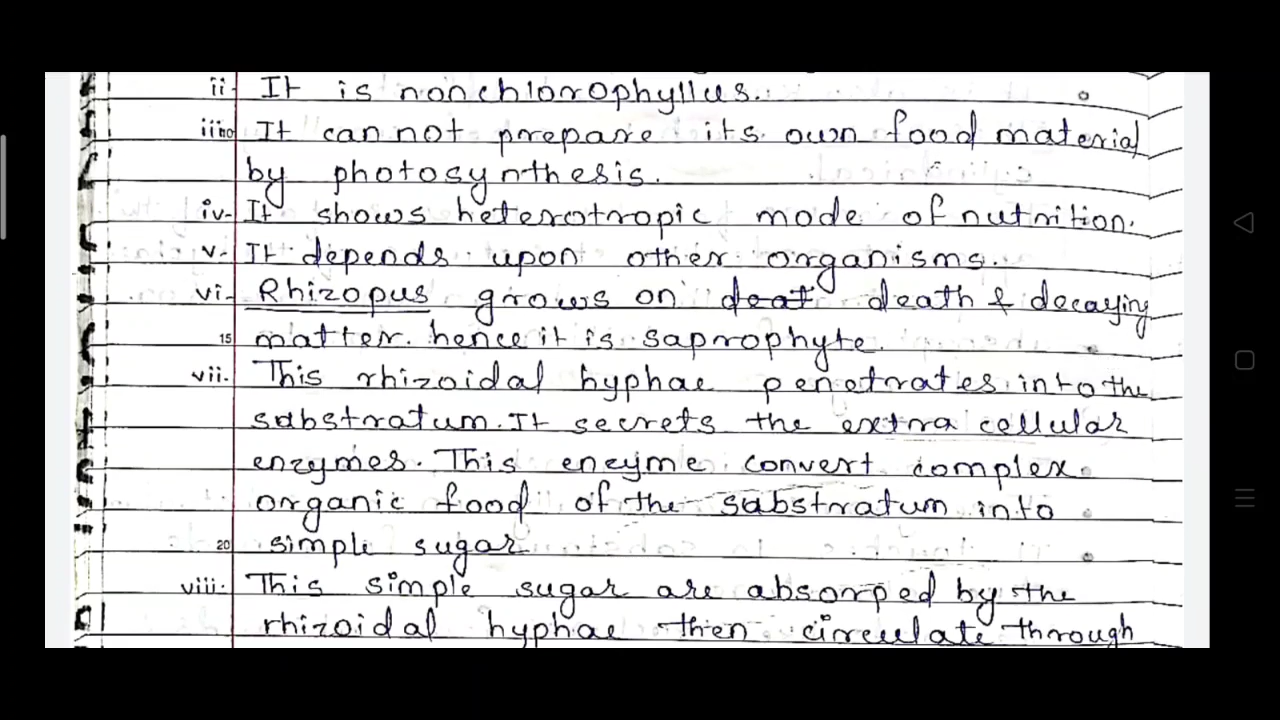 ii. It is nonchlorophyllus.
iii. It can not prepare its own food material
by photosynthesis.
iv- It shows heterotropic mode of nutrition.
v- It depends upon other organisms.
vi- Rhizopus grows on deat death & decaying
15 matter. hence it is saprophyte.
vii. This rhizoidal hyphae penetrates into the
substratum. It secrets the extra cellular
enzymes. This enzyme convert complex
organic food of the substratum into
20 simple sugar
viii. This simple sugar are absorped by the
rhizoidal hyphae then circulate through